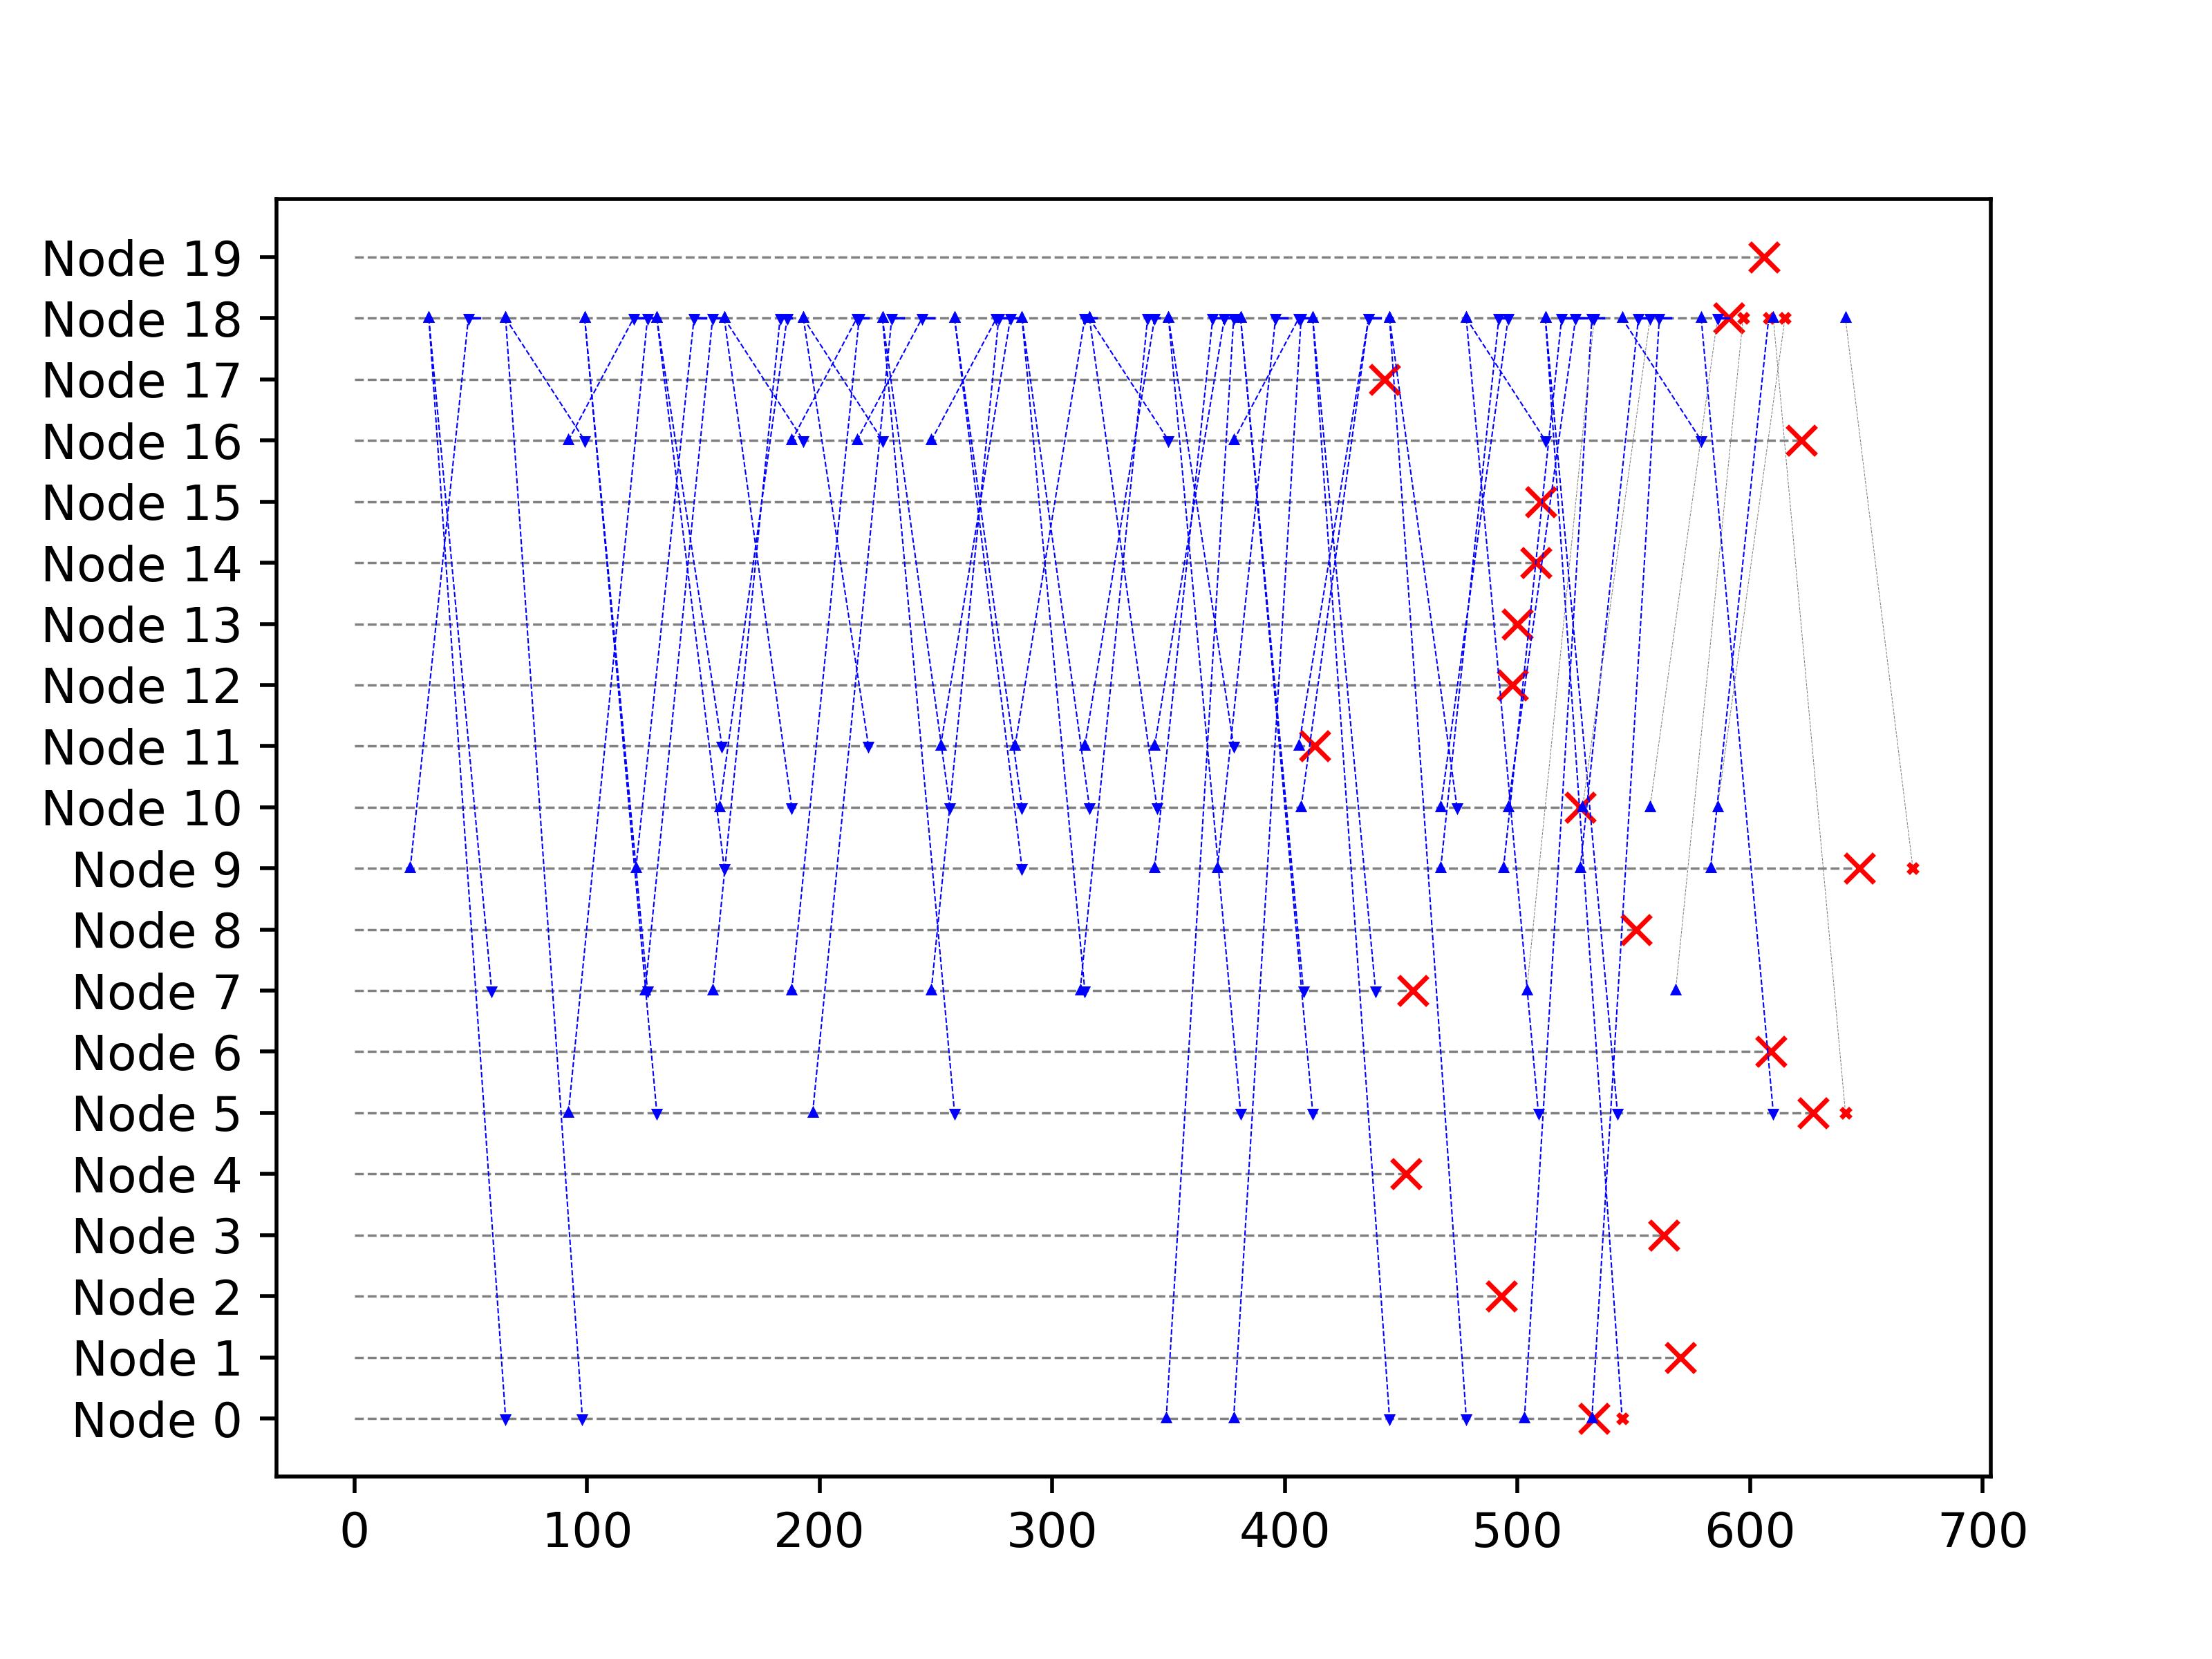 Node 19
Node 18
Node 17
Node 16
Node 15
Node 14
Node 13
Node 12
Node 11
Node 10
Node 9
Node 8
Node 7
Node 6
Node 5
Node 4
Node 3
Node 2
Node 1
Node 0
0 100 200 300 400 500 600 700